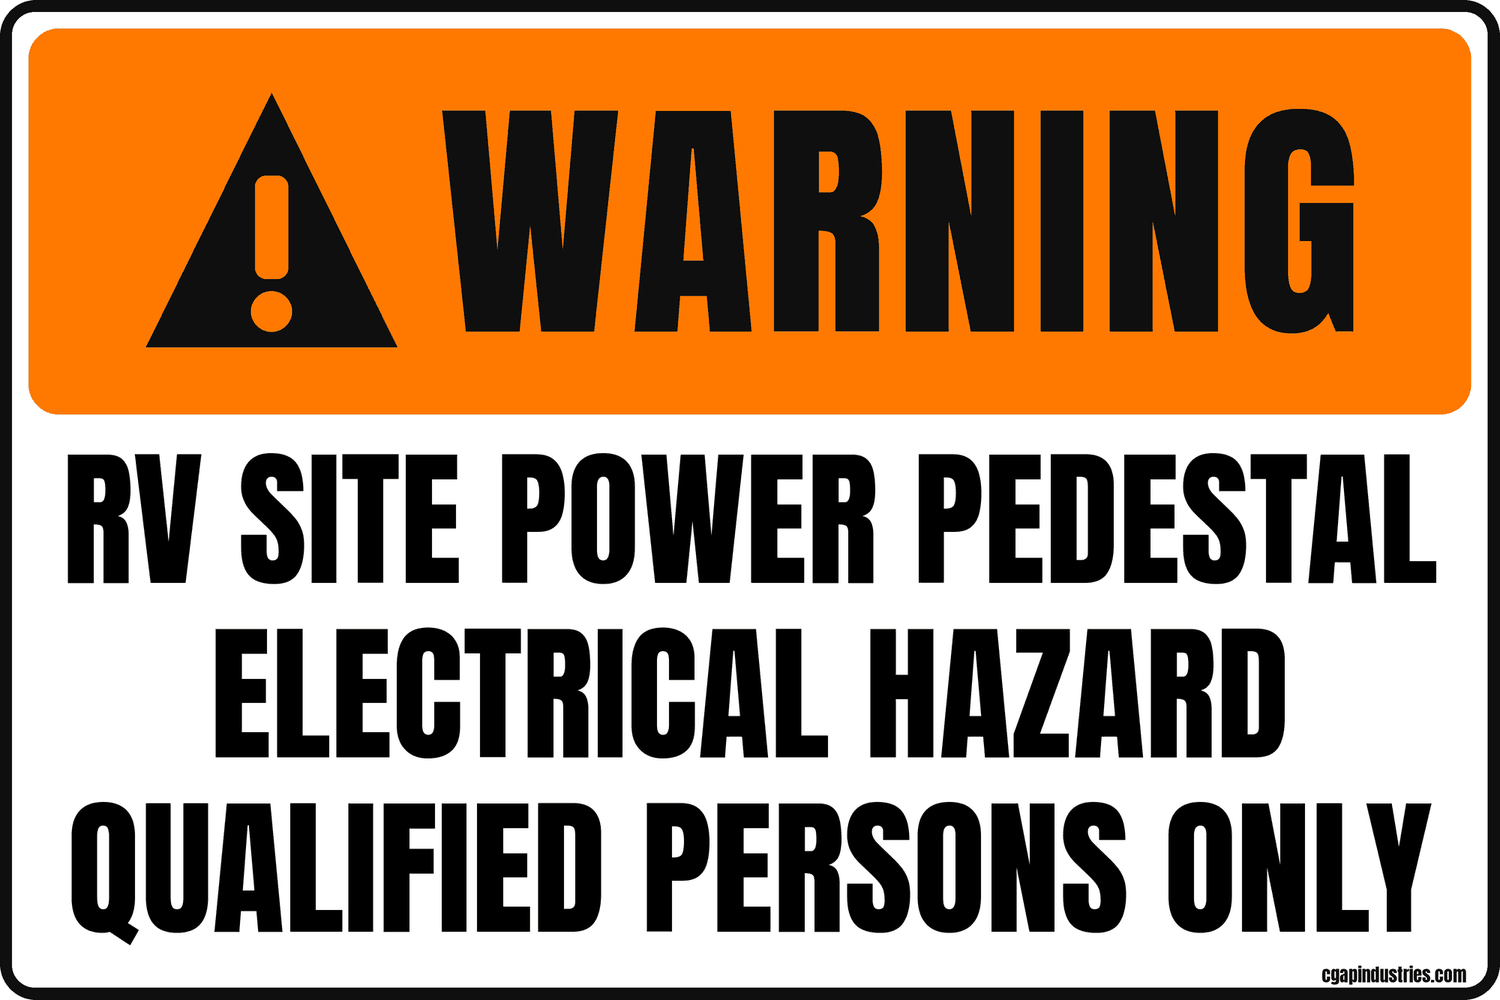 WARNING
RV SITE POWER PEDESTAL
ELECTRICAL HAZARD
QUALIFIED PERSONS ONLY
cgapindustries.com